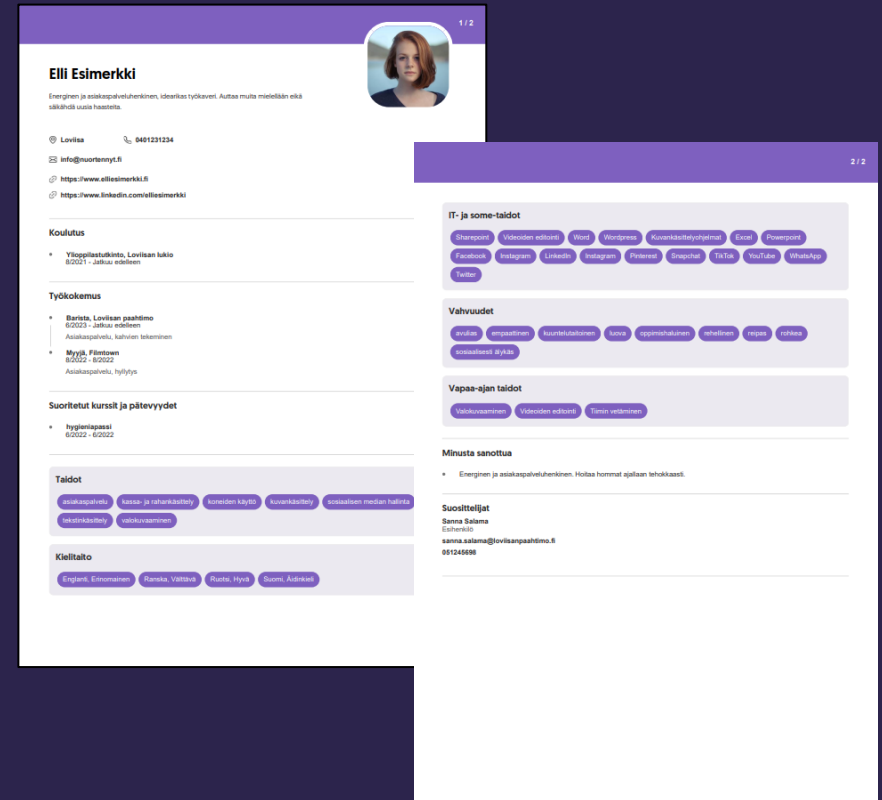 1 / 2
Elli Esimerkki
Energinen ja asiakaspalveluhenkinen, idearikas työkaveri. Auttaa muita mielellään eikä
säikähdä uusia haasteita.
Loviisa 0401231234
info@nuortennyt.fi
https://www.elliesimerkki.fi
https://www.linkedin.com/elliesimerkki
Koulutus
Ylioppilastutkinto, Loviisan lukio
8/2021 - Jatkuu edelleen
Työkokemus
Barista, Loviisan paahtimo
6/2023 - Jatkuu edelleen
Asiakaspalvelu, kahvien tekeminen
Myyjä, Filmtown
8/2022 - 8/2022
Asiakaspalvelu, hyllytys
Suoritetut kurssit ja pätevyydet
hygieniapassi
6/2022 - 6/2022
Taidot
asiakaspalvelu kassa- ja rahankäsittely koneiden käyttö kuvankäsittely sosiaalisen median hallinta
tekstinkäsittely valokuvaaminen
Kielitaito
Englanti, Erinomainen Ranska, Välttävä Ruotsi, Hyvä Suomi, Äidinkieli
2 / 2
IT- ja some-taidot
Sharepoint Videoiden editointi Word Wordpress Kuvankäsittelyohjelmat Excel Powerpoint
Facebook Instagram LinkedIn Instagram Pinterest Snapchat TikTok YouTube WhatsApp
Twitter
Vahvuudet
avulias empaattinen kuuntelutaitoinen luova oppimishaluinen rehellinen reipas rohkea
sosiaalisesti älykäs
Vapaa-ajan taidot
Valokuvaaminen Videoiden editointi Tiimin vetäminen
Minusta sanottua
Energinen ja asiakaspalveluhenkinen. Hoitaa hommat ajallaan tehokkaasti.
Suosittelijat
Sanna Salama
Esihenkilö
sanna.salama@loviisanpaahtimo.fi
051245698